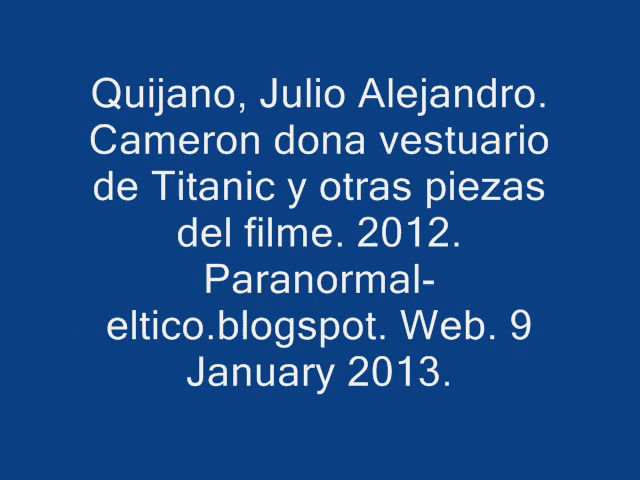 Quijano, Julio Alejandro.
Cameron dona vestuario
de Titanic y otras piezas
del filme. 2012.
Paranormal-
eltico.blogspot. Web. 9
January 2013.